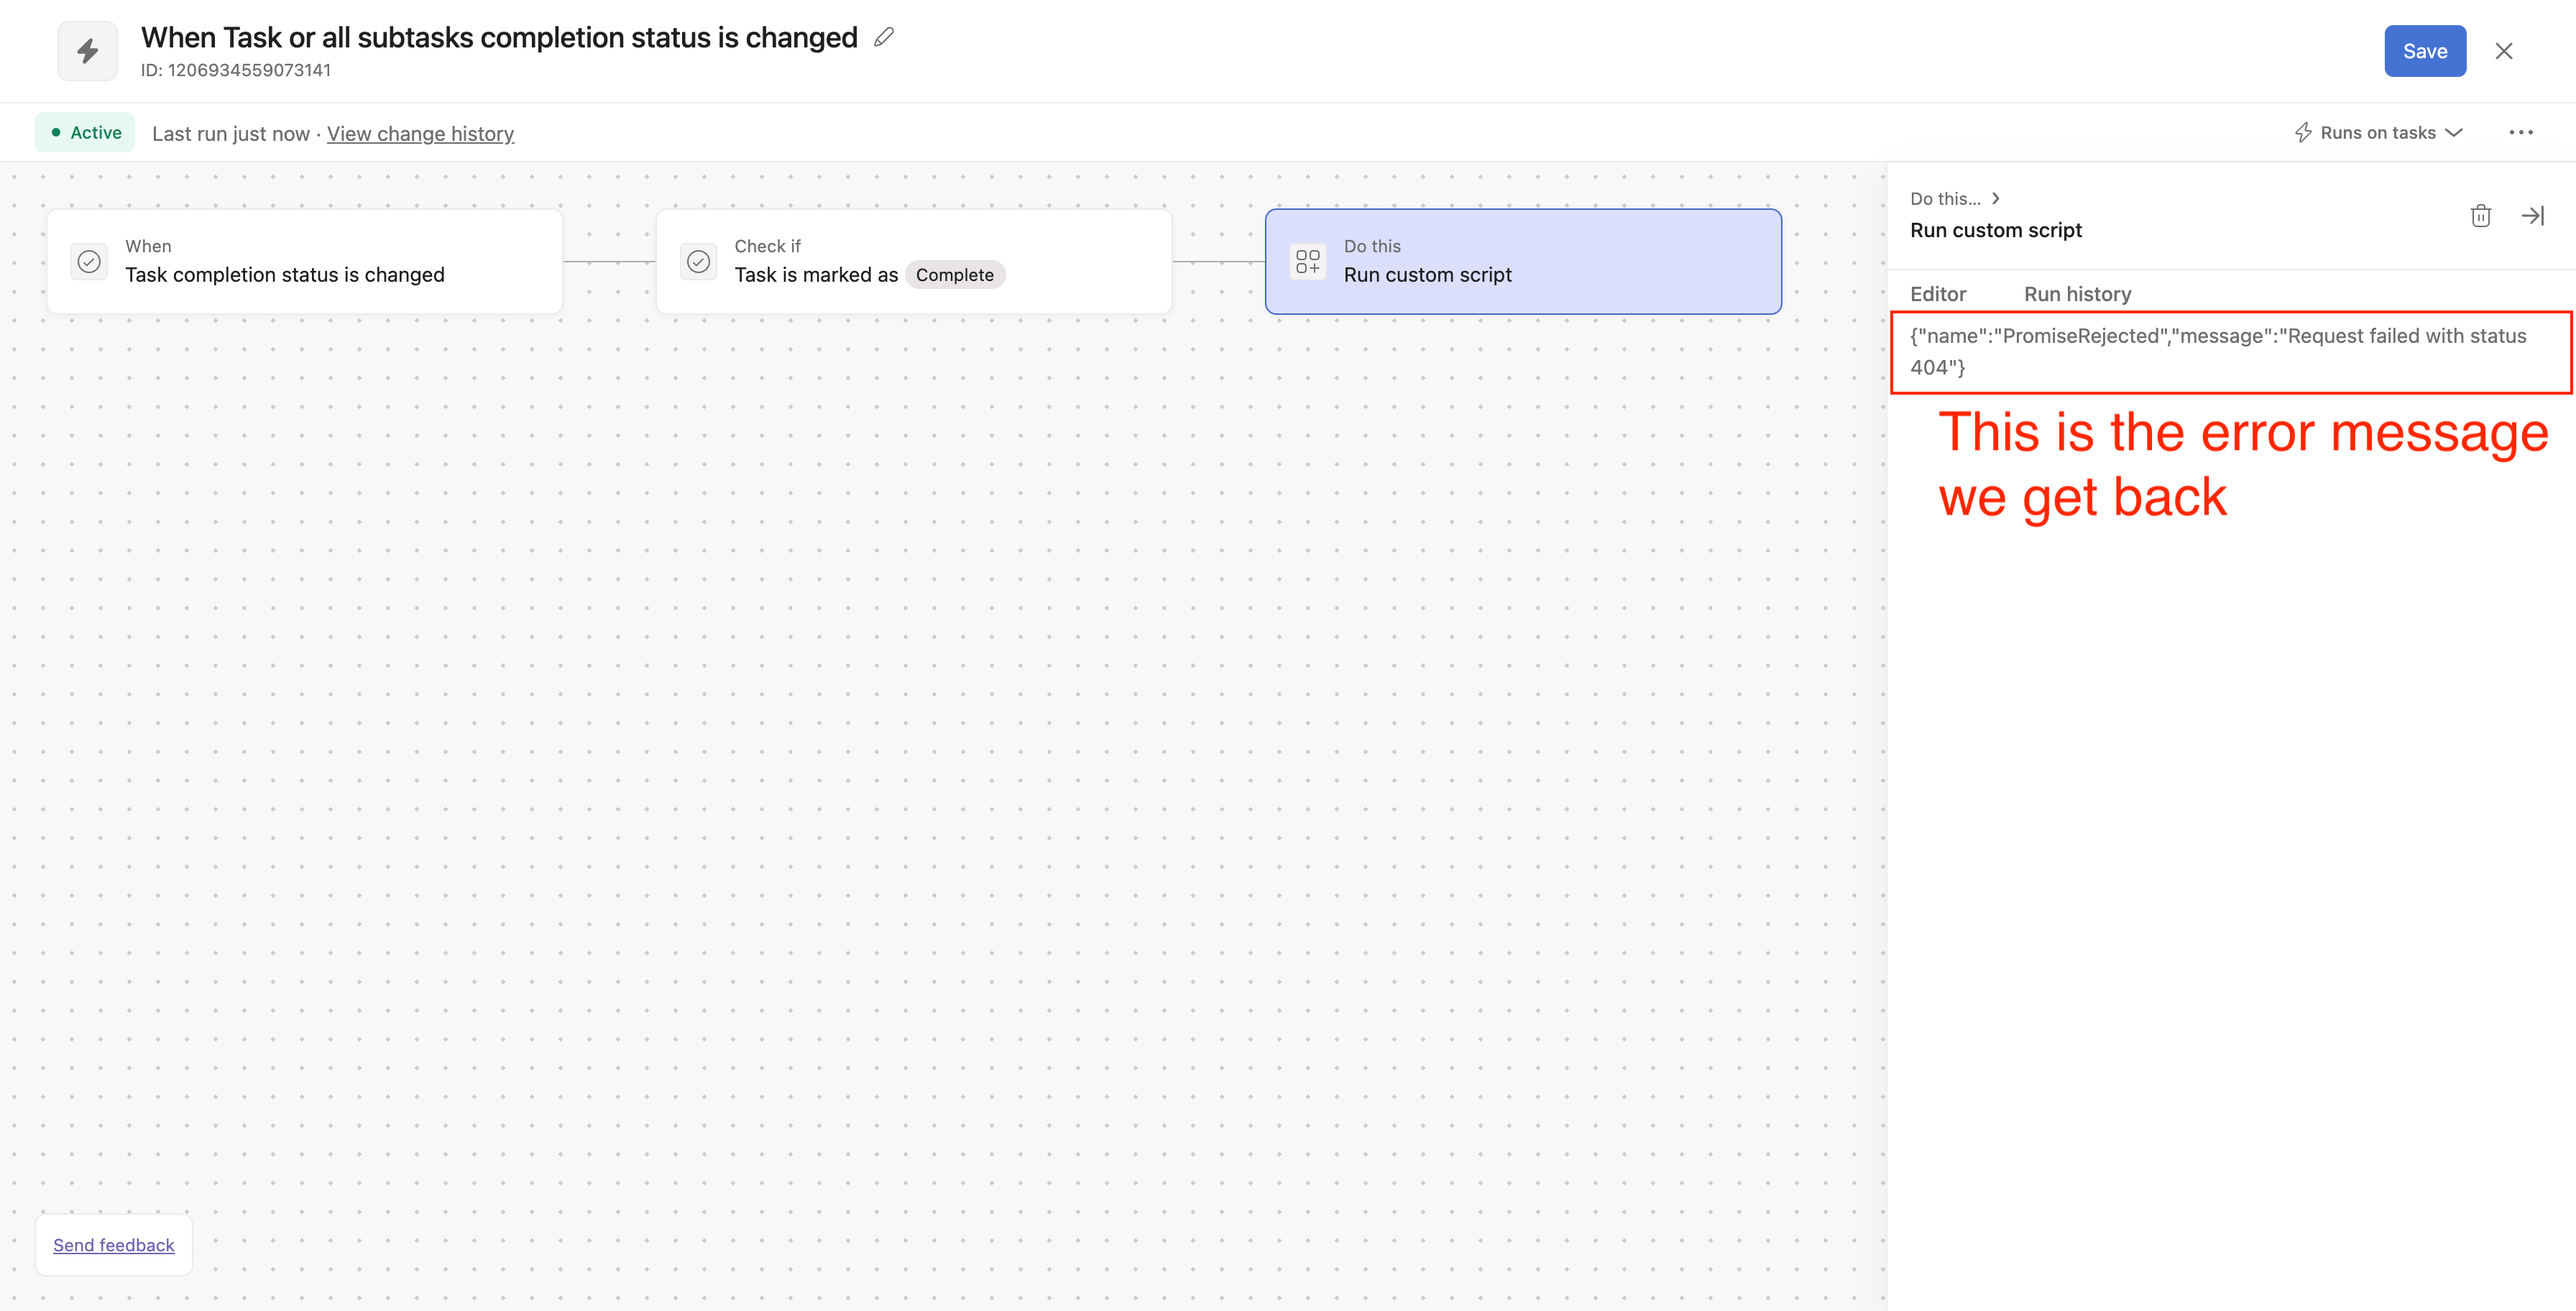 When Task or all subtasks completion status is changed
ID: 1206934559073141
Save
Active
Last run just now · View change history
Runs on tasks
When
Task completion status is changed
Check if
Task is marked as Complete
Do this
Run custom script
Do this...
Run custom script
Editor
Run history
{"name":"PromiseRejected","message":"Request failed with status
404"}
This is the error message
we get back
Send feedback